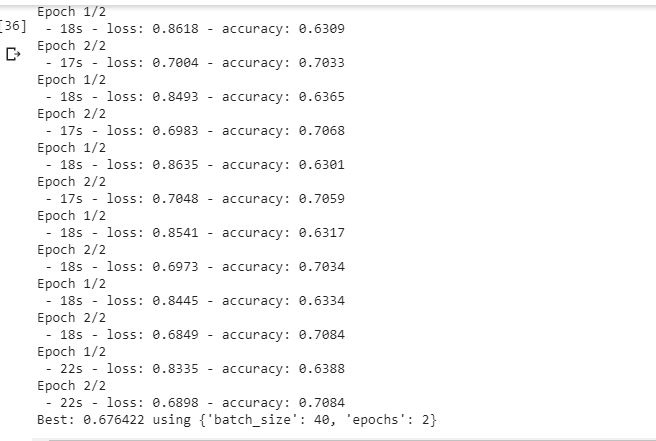 Epoch 1/2
[36] - 18s - loss: 0.8618 - accuracy: 0.6309
Epoch 2/2
- 17s - loss: 0.7004 - accuracy: 0.7033
Epoch 1/2
- 18s - loss: 0.8493 - accuracy: 0.6365
Epoch 2/2
- 17s - loss: 0.6983 - accuracy: 0.7068
Epoch 1/2
- 18s - loss: 0.8635 - accuracy: 0.6301
Epoch 2/2
- 17s - loss: 0.7048 - accuracy: 0.7059
Epoch 1/2
- 18s - loss: 0.8541 - accuracy: 0.6317
Epoch 2/2
- 18s - loss: 0.6973 - accuracy: 0.7034
Epoch 1/2
- 18s - loss: 0.8445 - accuracy: 0.6334
Epoch 2/2
- 18s - loss: 0.6849 - accuracy: 0.7084
Epoch 1/2
- 22s - loss: 0.8335 - accuracy: 0.6388
Epoch 2/2
- 22s - loss: 0.6898 - accuracy: 0.7084
Best: 0.676422 using {'batch_size': 40, 'epochs': 2}